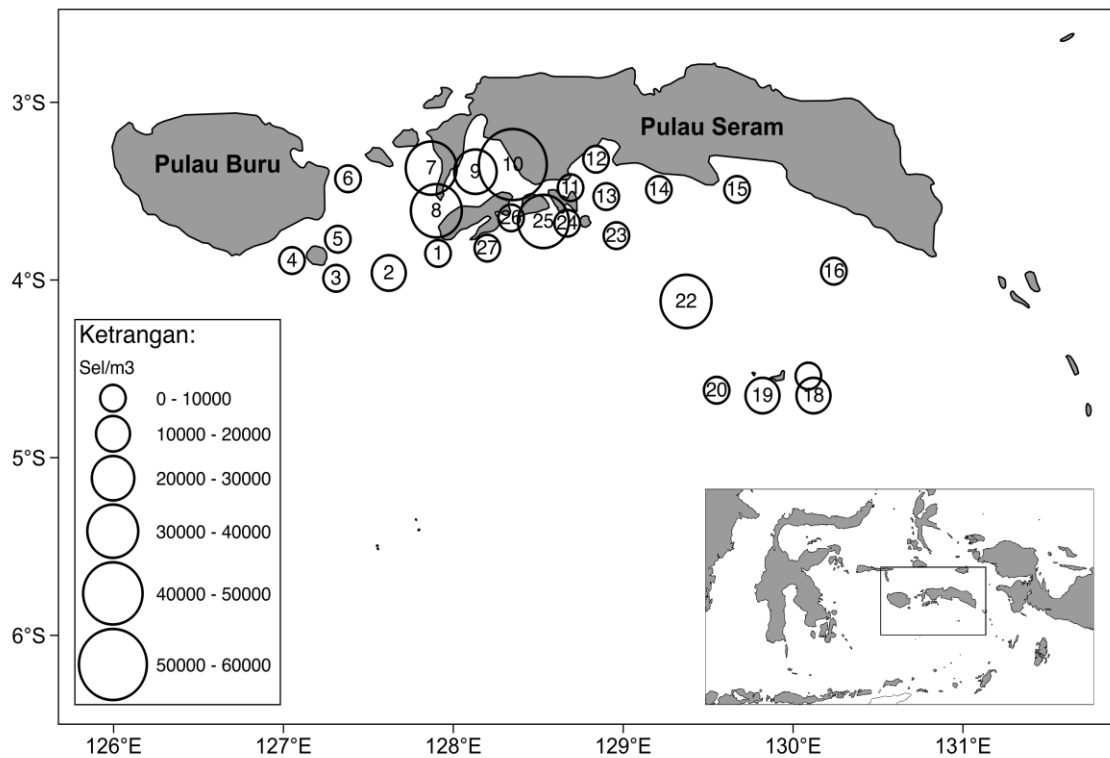 3°S
4°S
5°S
6°S
126°E
127°E
128°E
129°E
130°E
131°E
Pulau Buru
Pulau Seram
1
2
3
4
5
6
7
8
9
10
11
12
13
14
15
16
18
19
20
22
23
24
25
26
27
Ketrangan:
Sel/m3
0 - 10000
10000 - 20000
20000 - 30000
30000 - 40000
40000 - 50000
50000 - 60000